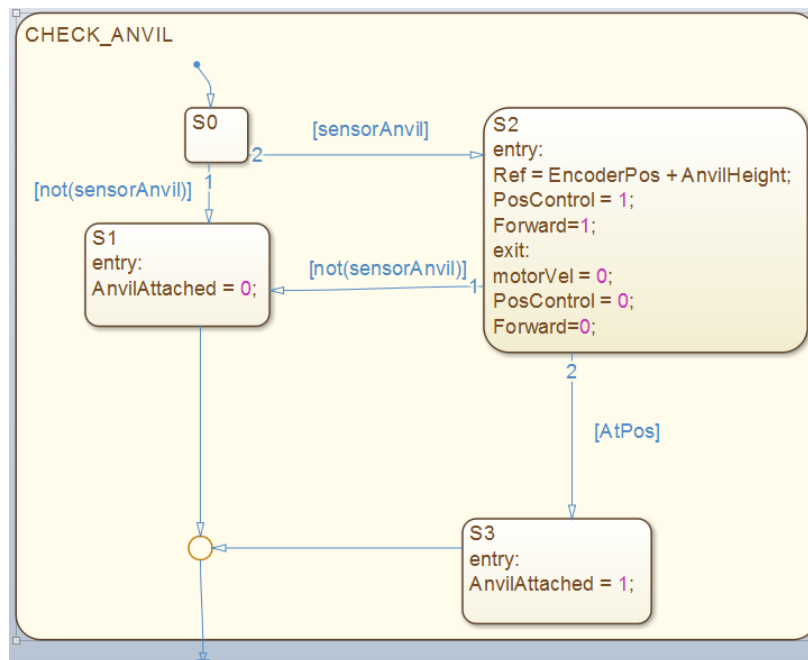 CHECK_ANVIL
S0
[sensorAnvil]
2
1
[not(sensorAnvil)]
S2
entry:
Ref = EncoderPos + AnvilHeight;
PosControl = 1;
Forward=1;
exit:
motorVel = 0;
PosControl = 0;
Forward=0;
S1
entry:
AnvilAttached = 0;
[not(sensorAnvil)]
1
2
[AtPos]
S3
entry:
AnvilAttached = 1;